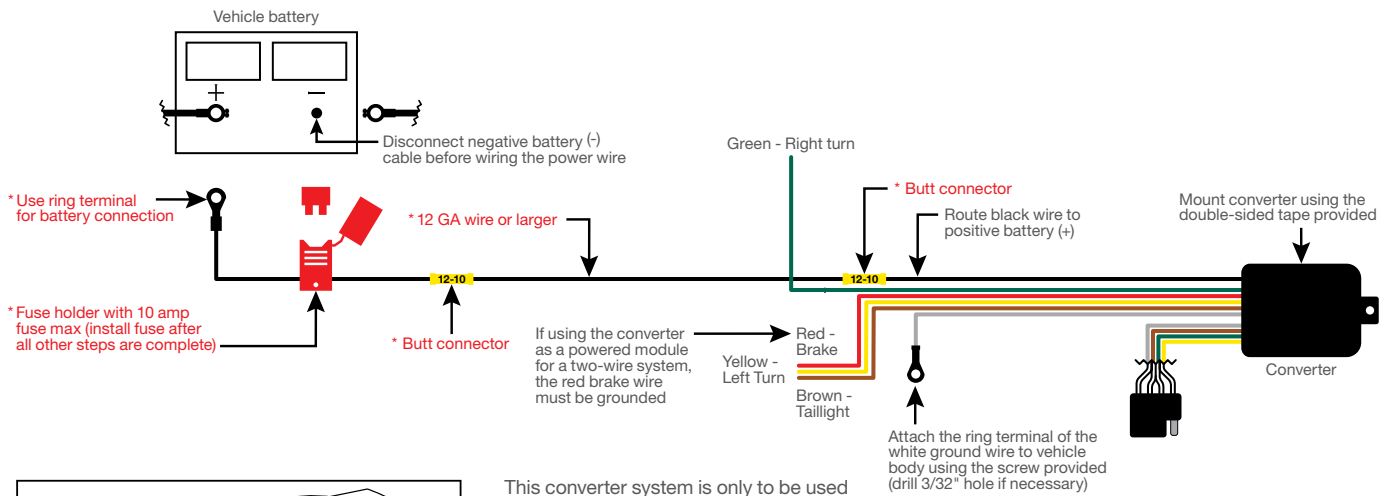 Vehicle battery
+
−
Disconnect negative battery (-)
cable before wiring the power wire
* Use ring terminal
for battery connection
* Fuse holder with 10 amp
fuse max (install fuse after
all other steps are complete)
12-10
* Butt connector
* 12 GA wire or larger
Green - Right turn
* Butt connector
12-10
Route black wire to
positive battery (+)
Mount converter using the
double-sided tape provided
If using the converter
as a powered module
for a two-wire system,
the red brake wire
must be grounded
Red -
Brake
Yellow -
Left Turn
Brown -
Taillight
Attach the ring terminal of the
white ground wire to vehicle
body using the screw provided
(drill 3/32" hole if necessary)
Converter
This converter system is only to be used